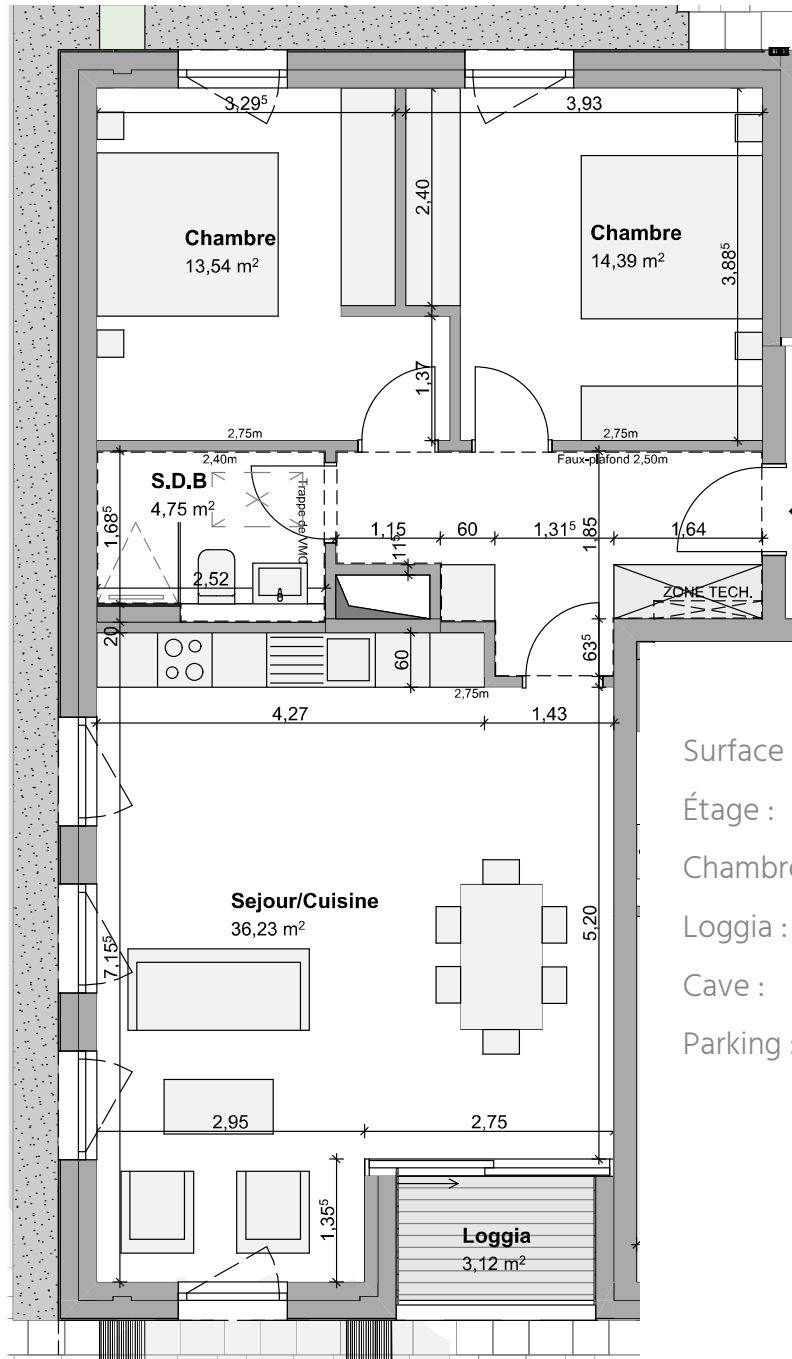 3,29⁵
3,93
2,40
Chambre
13,54 m²
Chambre
14,39 m²
3,88⁵
1,37
2,75m
2,75m
2,40m
Faux-plafond 2,50m
S.D.B
4,75 m²
Trappe de VMC
1,68⁵
1,15
60
1,31⁵
1,85
1,64
11⁵
2,52
ZONE TECH.
20
60
63⁵
2,75m
4,27
1,43
Surface
Étage :
Chambre
Loggia :
Cave :
Parking :
Sejour/Cuisine
36,23 m²
5,20
7,15⁵
2,95
2,75
1,35⁵
Loggia
3,12 m²